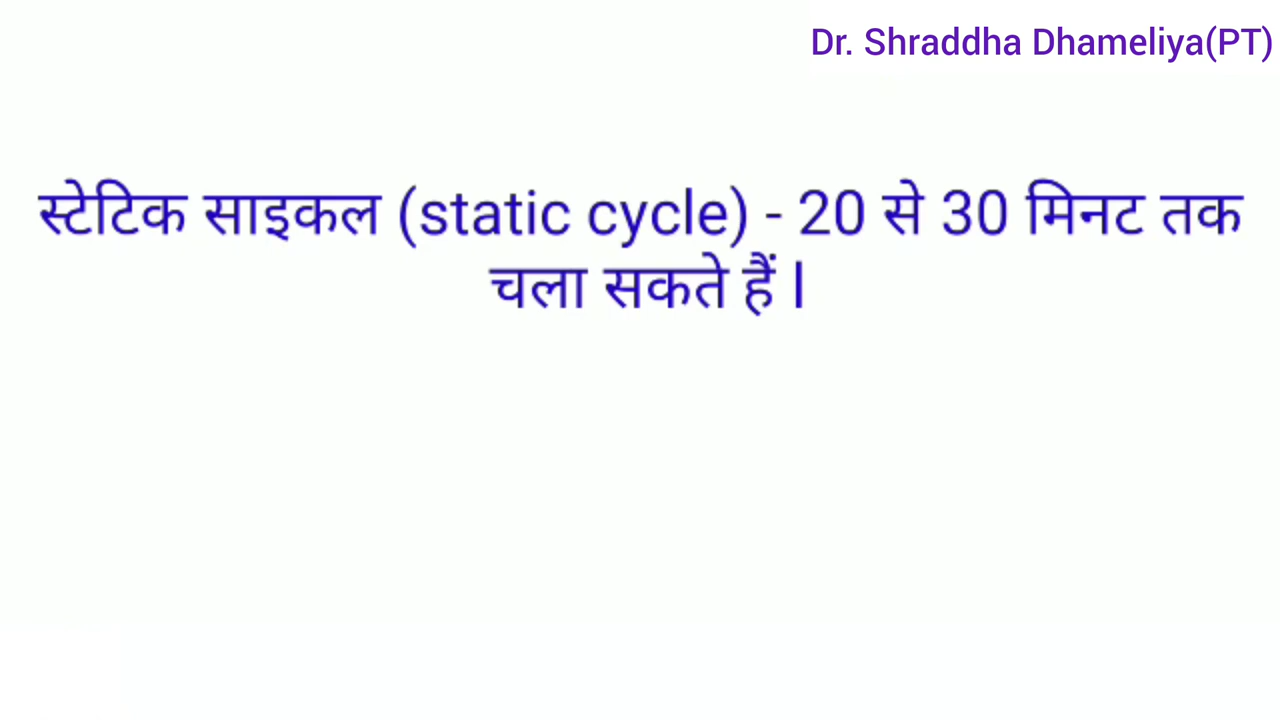 Dr. Shraddha Dhameliya(PT)
स्टेटिक साइकल (static cycle) - 20 से 30 मिनट तक
चला सकते हैं l